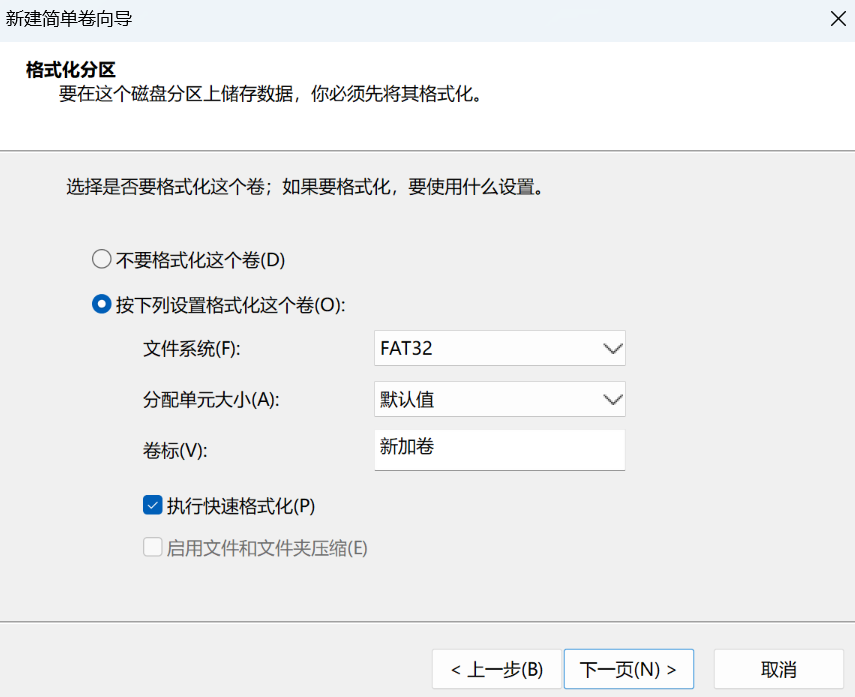 新建简单卷向导
格式化分区
要在这个磁盘分区上储存数据，你必须先将其格式化。
选择是否要格式化这个卷；如果要格式化，要使用什么设置。
不要格式化这个卷(D)
按下列设置格式化这个卷(O):
文件系统(F): FAT32
分配单元大小(A): 默认值
卷标(V): 新加卷
执行快速格式化(P)
启用文件和文件夹压缩(E)
< 上一步(B) 下一页(N) > 取消